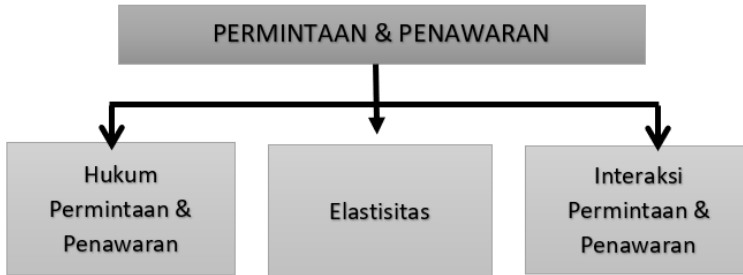 PERMINTAAN & PENAWARAN
Hukum
Permintaan &
Penawaran
Elastisitas
Interaksi
Permintaan &
Penawaran